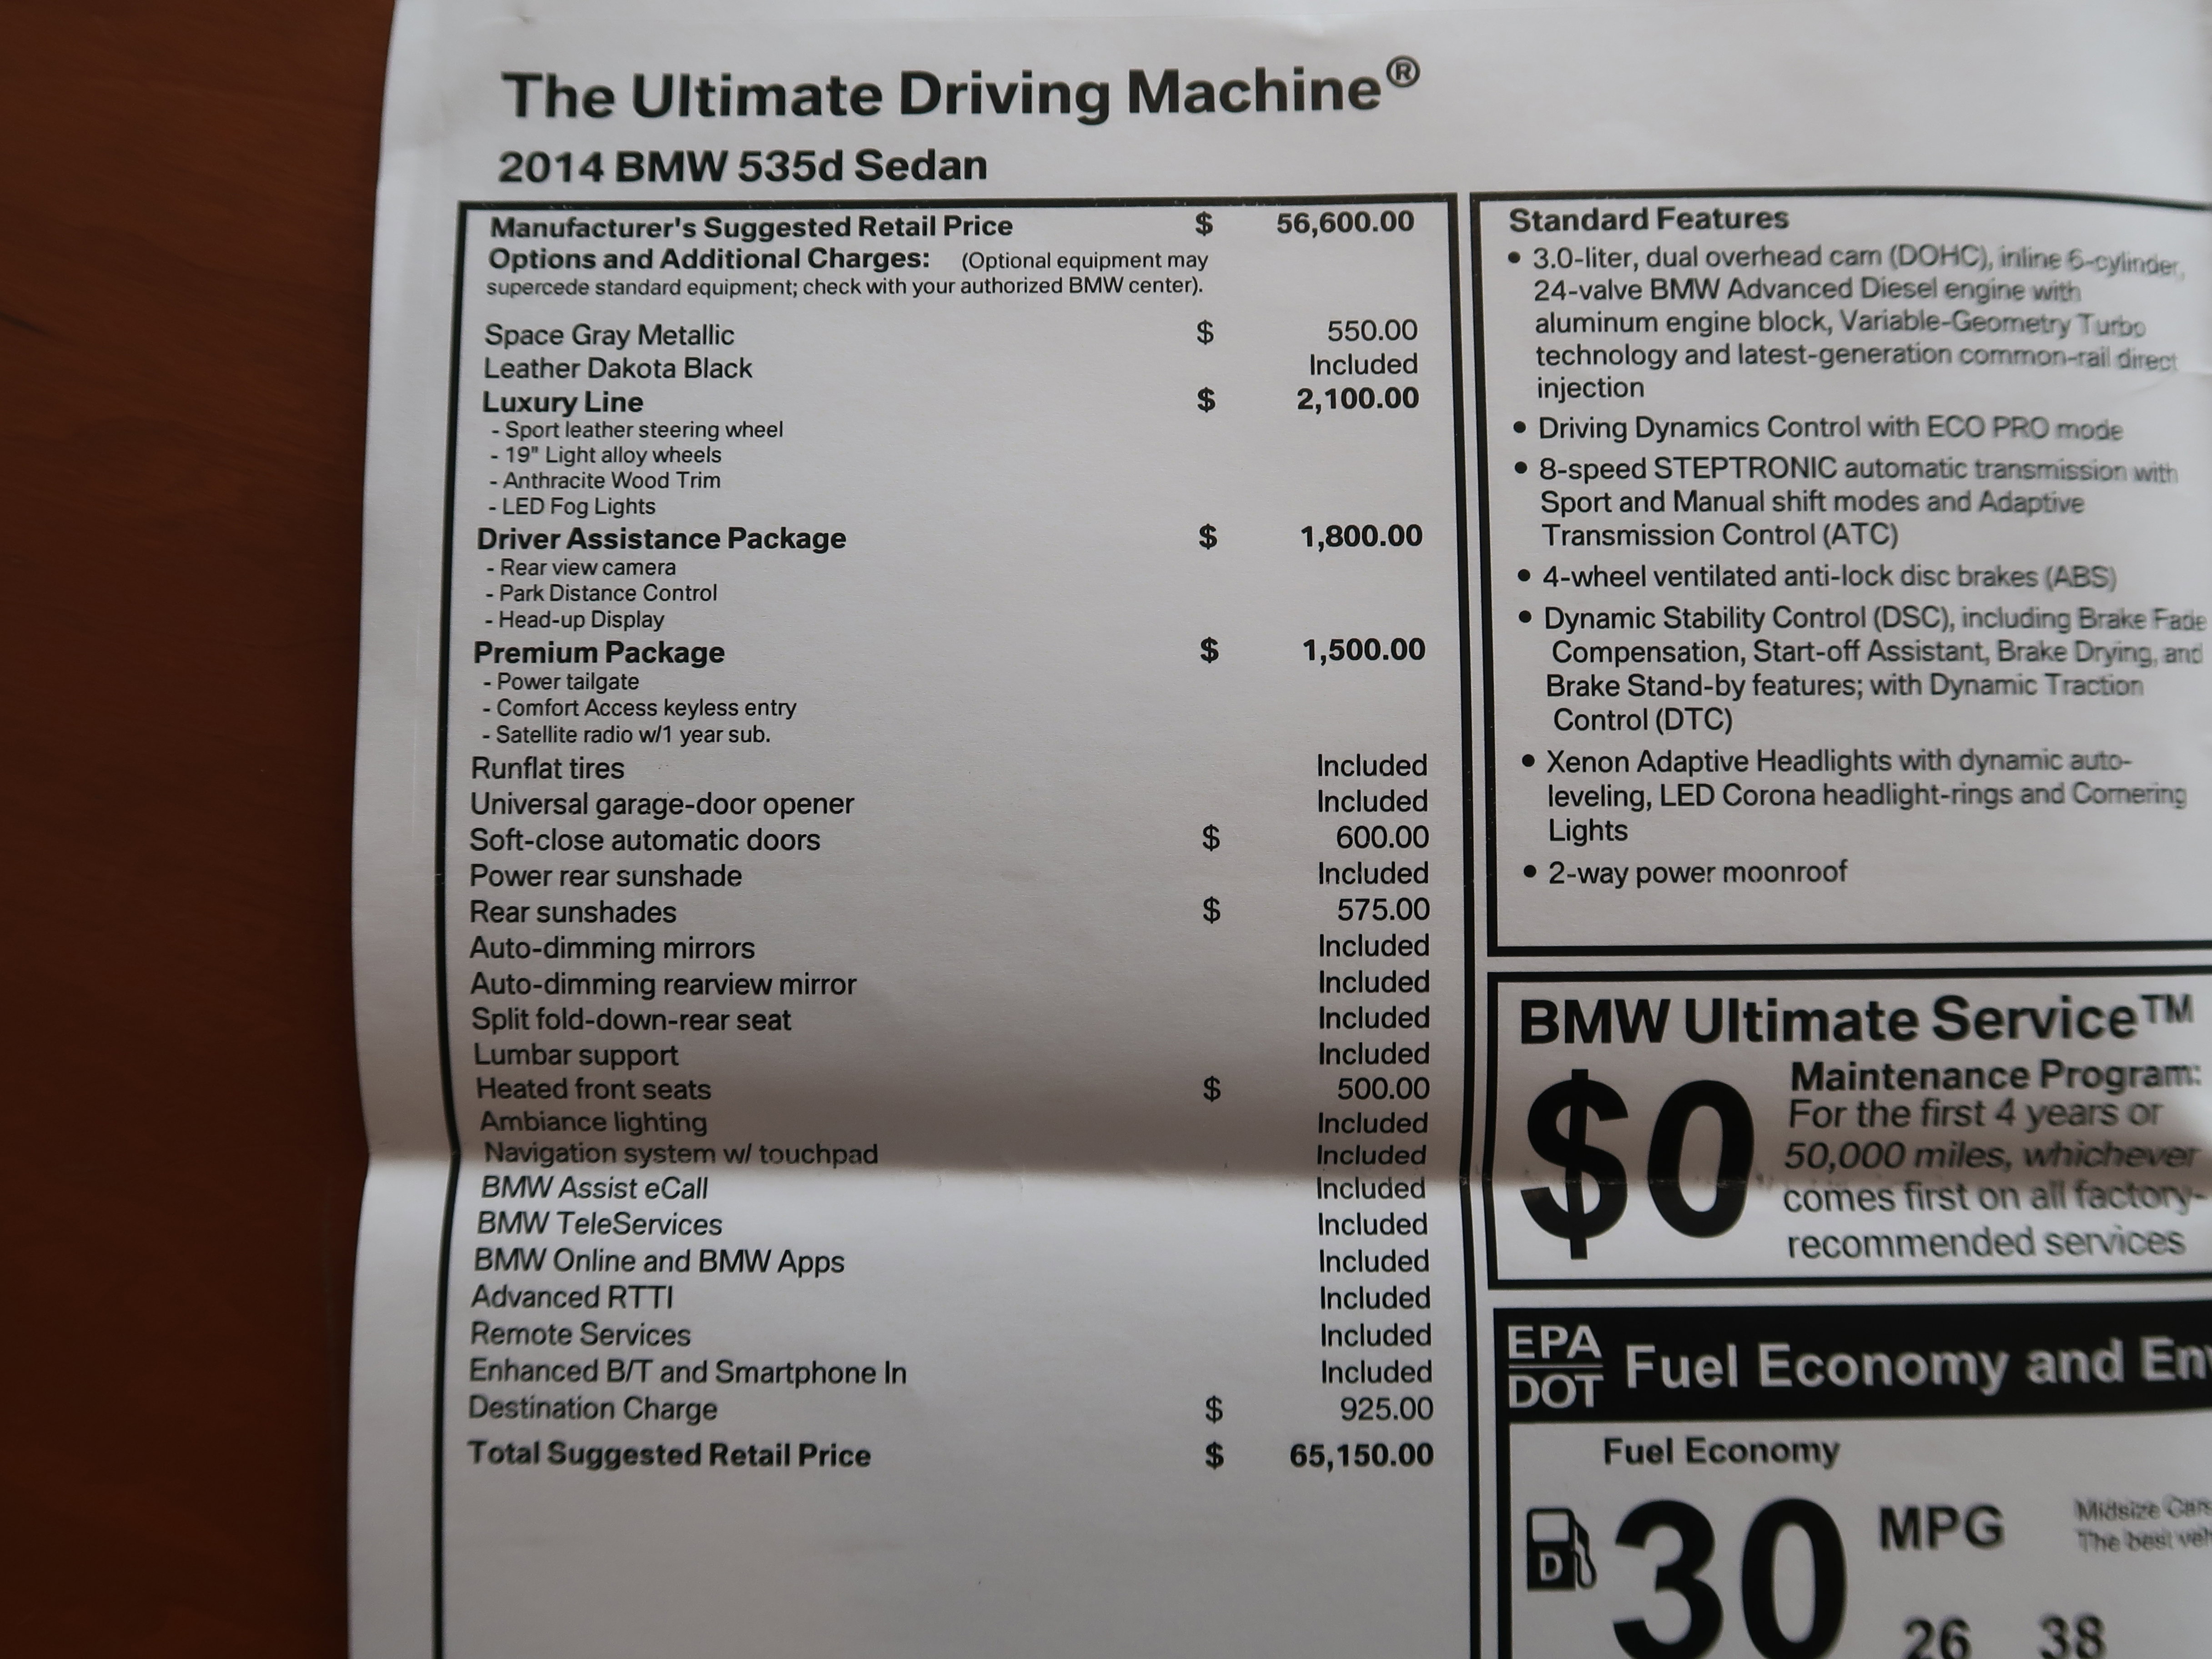 The Ultimate Driving Machine®
2014 BMW 535d Sedan
Manufacturer's Suggested Retail Price $ 56,600.00
Options and Additional Charges: (Optional equipment may
supercede standard equipment; check with your authorized BMW center).
Space Gray Metallic $ 550.00
Leather Dakota Black Included
Luxury Line $ 2,100.00
- Sport leather steering wheel
- 19" Light alloy wheels
- Anthracite Wood Trim
- LED Fog Lights
Driver Assistance Package $ 1,800.00
- Rear view camera
- Park Distance Control
- Head-up Display
Premium Package $ 1,500.00
- Power tailgate
- Comfort Access keyless entry
- Satellite radio w/1 year sub.
Runflat tires Included
Universal garage-door opener Included
Soft-close automatic doors $ 600.00
Power rear sunshade Included
Rear sunshades $ 575.00
Auto-dimming mirrors Included
Auto-dimming rearview mirror Included
Split fold-down-rear seat Included
Lumbar support Included
Heated front seats $ 500.00
Ambiance lighting Included
Navigation system w/ touchpad Included
BMW Assist eCall Included
BMW TeleServices Included
BMW Online and BMW Apps Included
Advanced RTTI Included
Remote Services Included
Enhanced B/T and Smartphone In Included
Destination Charge $ 925.00
Total Suggested Retail Price $ 65,150.00
Standard Features
• 3.0-liter, dual overhead cam (DOHC), inline 6-cylinder,
24-valve BMW Advanced Diesel engine with
aluminum engine block, Variable-Geometry Turbo
technology and latest-generation common-rail direct
injection
• Driving Dynamics Control with ECO PRO mode
• 8-speed STEPTRONIC automatic transmission with
Sport and Manual shift modes and Adaptive
Transmission Control (ATC)
• 4-wheel ventilated anti-lock disc brakes (ABS)
• Dynamic Stability Control (DSC), including Brake Fade
Compensation, Start-off Assistant, Brake Drying, and
Brake Stand-by features; with Dynamic Traction
Control (DTC)
• Xenon Adaptive Headlights with dynamic auto-
leveling, LED Corona headlight-rings and Cornering
Lights
• 2-way power moonroof
BMW Ultimate Service™
$0
Maintenance Program:
For the first 4 years or
50,000 miles, whichever
comes first on all factory-
recommended services
EPA
DOT
Fuel Economy and En
Fuel Economy
D
30 MPG
Midsize Cars
The best veh
26 38